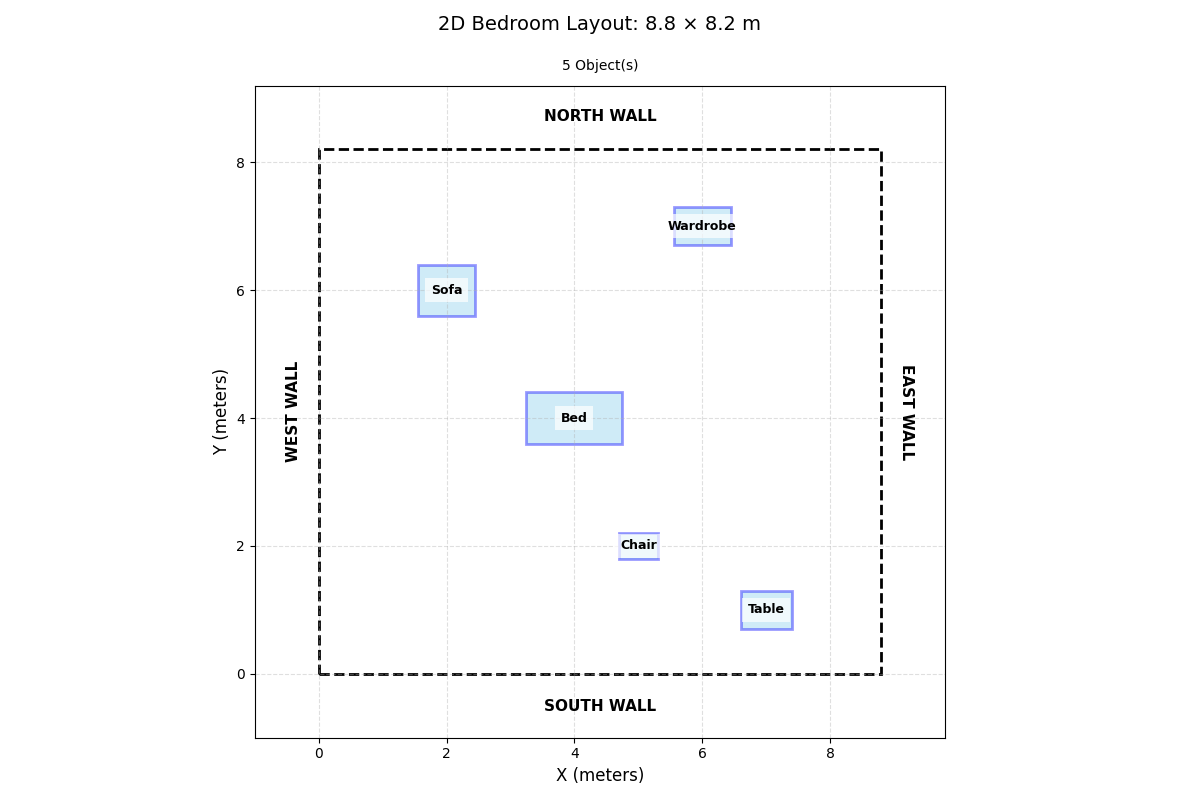 2D Bedroom Layout: 8.8 × 8.2 m
5 Object(s)
NORTH WALL
8
Wardrobe
Sofa
6
WEST WALL
EAST WALL
Y (meters)
Bed
4
Chair
2
Table
0
SOUTH WALL
0 2 4 6 8
X (meters)